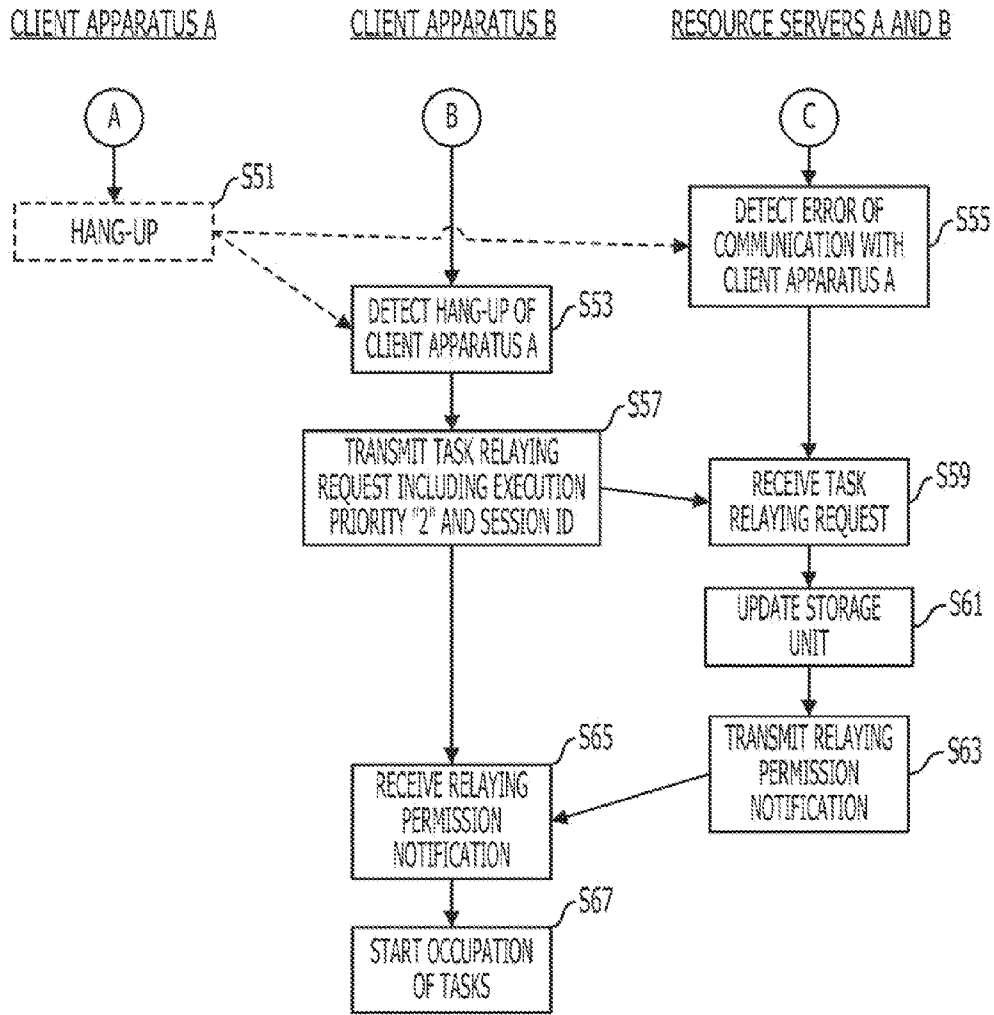 CLIENT APPARATUS A
CLIENT APPARATUS B
RESOURCE SERVERS A AND B
A
B
C
S51
HANG-UP
DETECT ERROR OF
COMMUNICATION WITH
CLIENT APPARATUS A
S55
DETECT HANG-UP OF
CLIENT APPARATUS A
S53
S57
TRANSMIT TASK RELAYING
REQUEST INCLUDING EXECUTION
PRIORITY "2" AND SESSION ID
RECEIVE TASK
RELAYING REQUEST
S59
UPDATE STORAGE
UNIT
S61
TRANSMIT RELAYING
PERMISSION
NOTIFICATION
S63
S65
RECEIVE RELAYING
PERMISSION
NOTIFICATION
S67
START OCCUPATION
OF TASKS